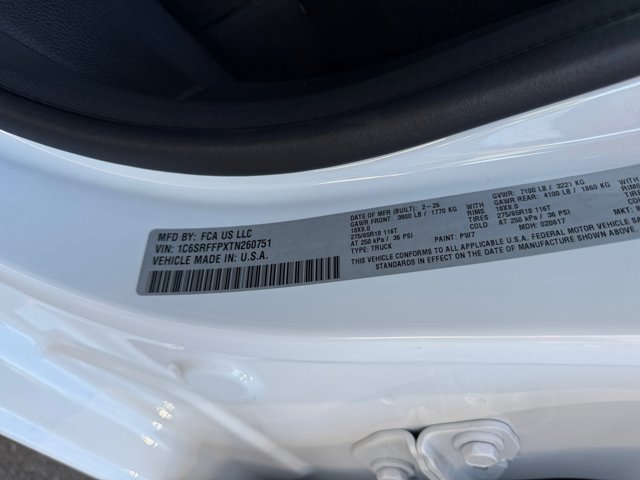 MFD BY: FCA US LLC
VIN: 1C6SRFFPXTN260751
VEHICLE MADE IN: U.S.A.
DATE OF MFR (BUILT): 2-26
GAWR FRONT: 3900 LB / 1770 KG
18X8.0
275/65R18 116T
AT 250 kPa / 36 PSI
TYPE: TRUCK
PAINT: PW7
GVWR: 7100 LB / 3221 KG
GAWR REAR: 4100 LB / 1860 KG
18X8.0
TIRES 275/65R18 116T
COLD AT 250 kPa / 36 PSI
MDH: 020617
MKT:
THIS VEHICLE CONFORMS TO ALL APPLICABLE U.S.A. FEDERAL MOTOR VEHICLE
STANDARDS IN EFFECT ON THE DATE OF MANUFACTURE SHOWN ABOVE.